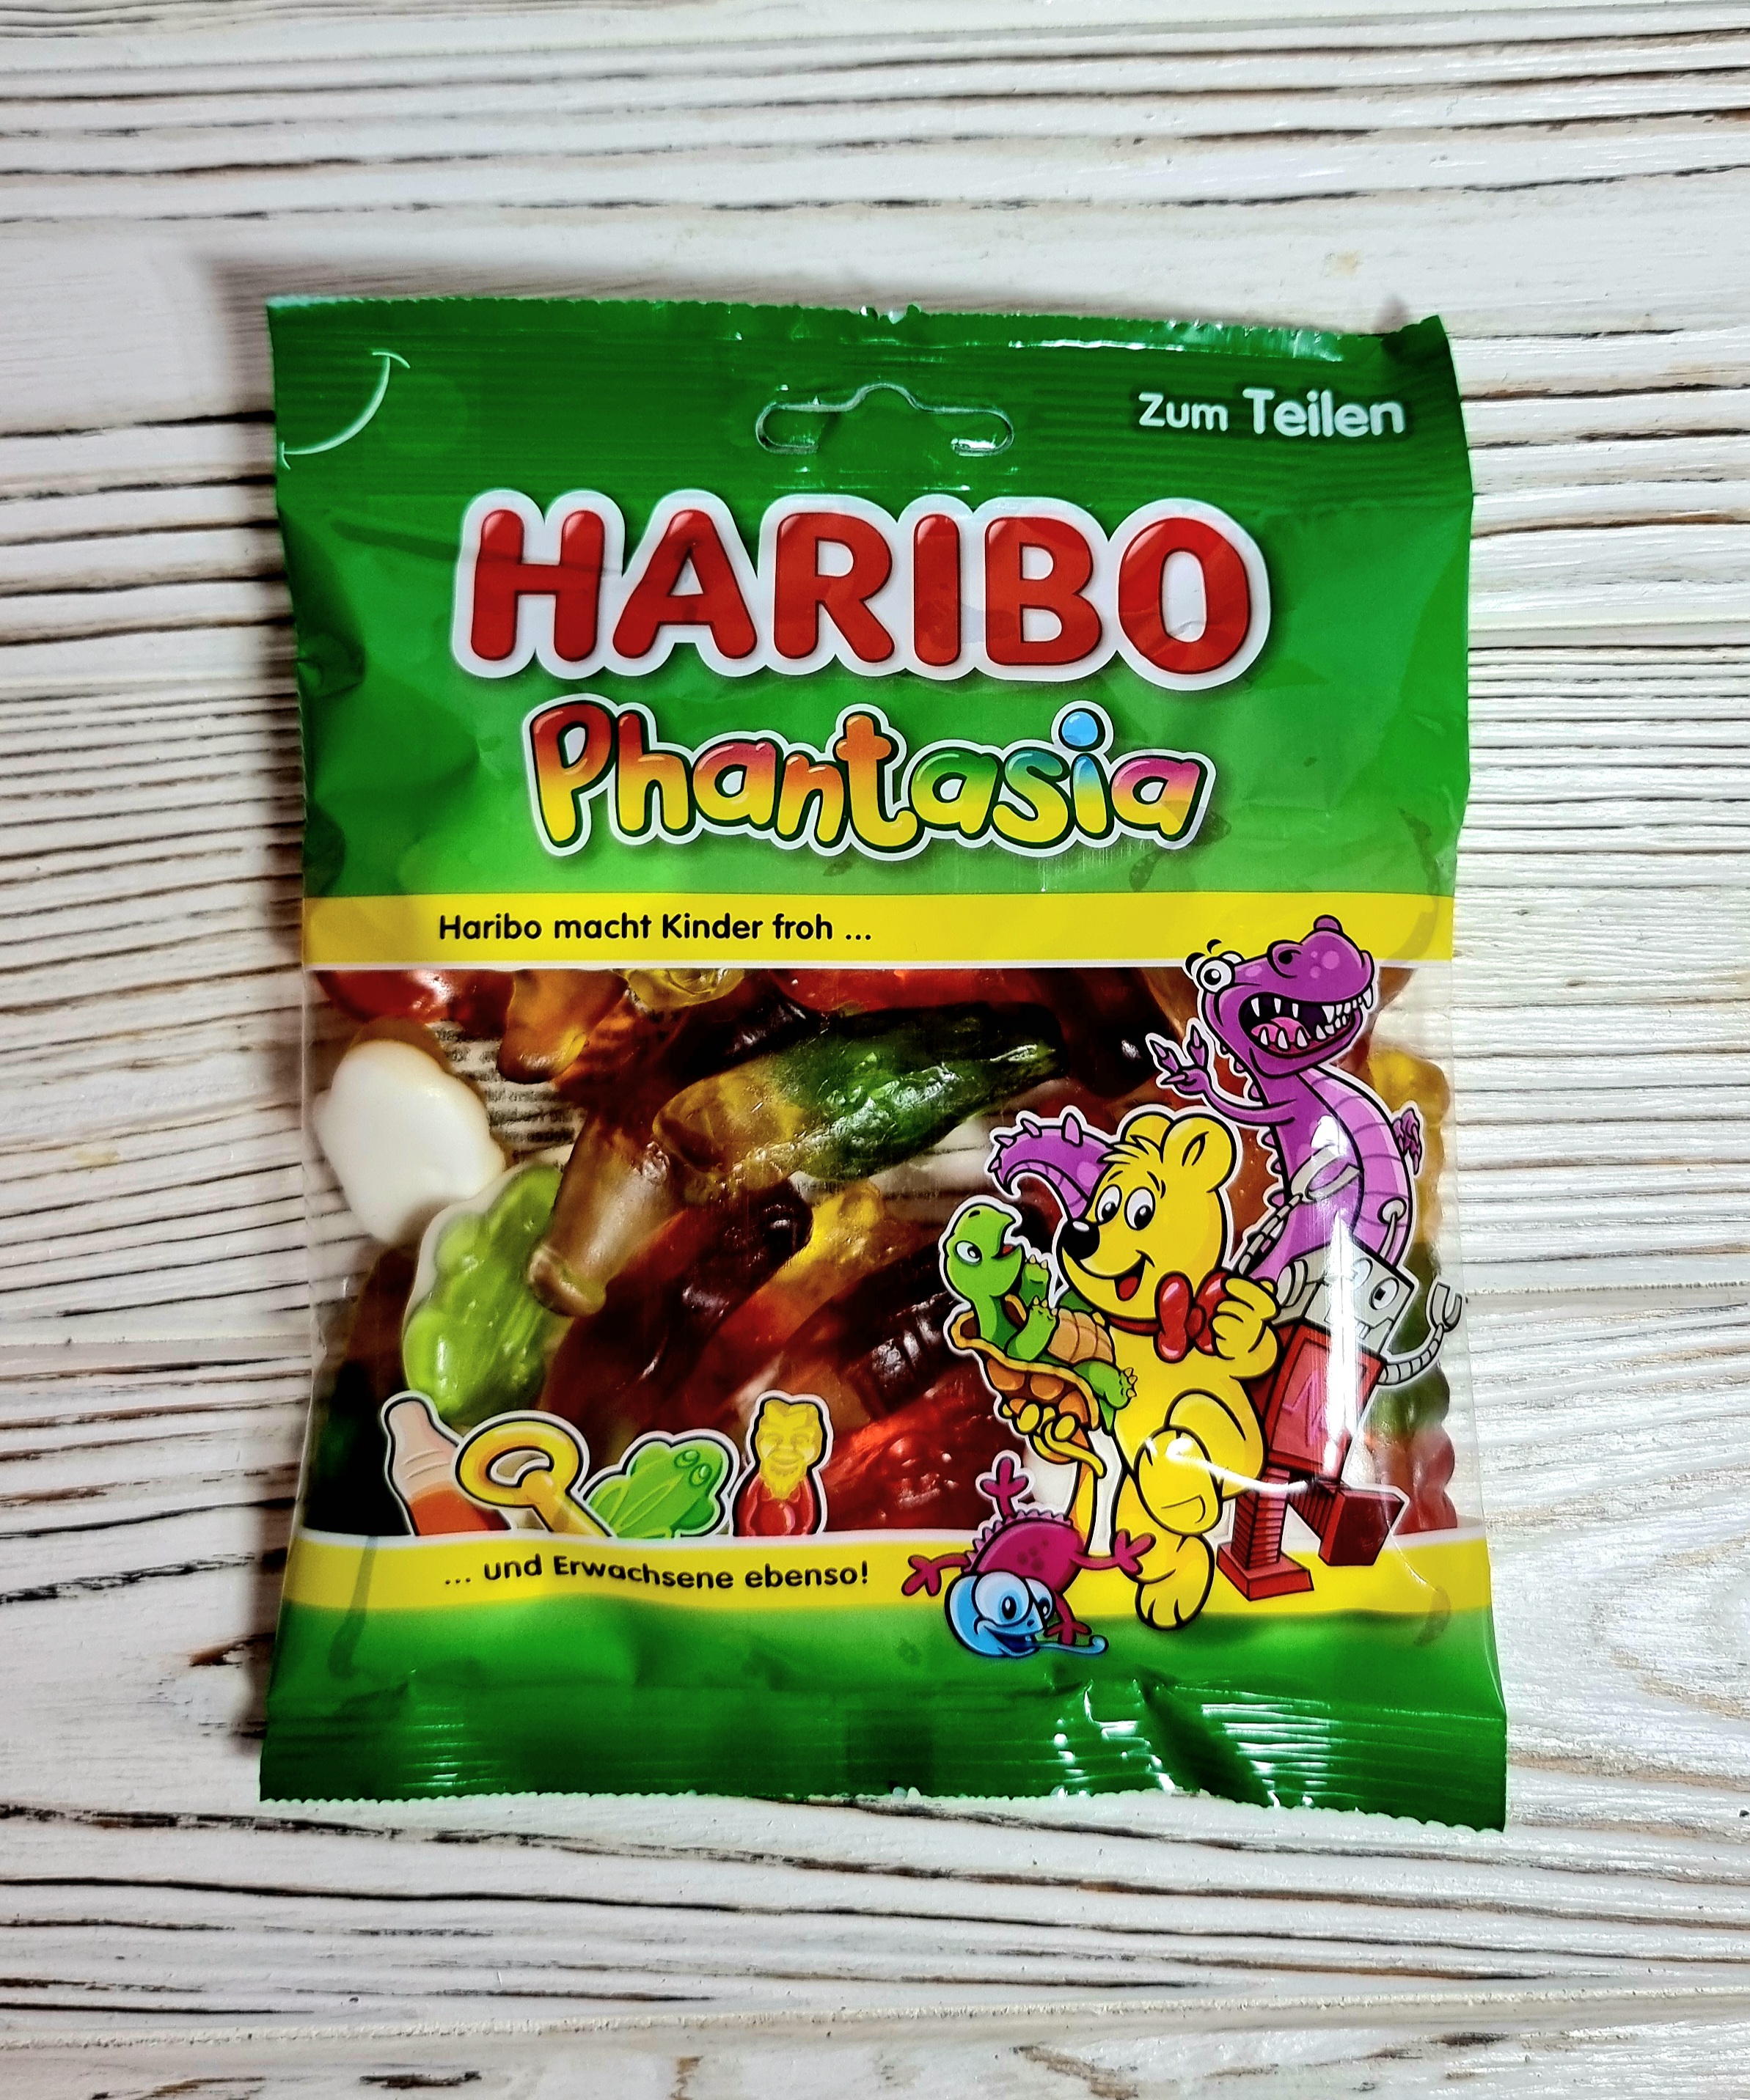 Zum Teilen
HARIBO
Phantasia
Haribo macht Kinder froh ...
... und Erwachsene ebenso!